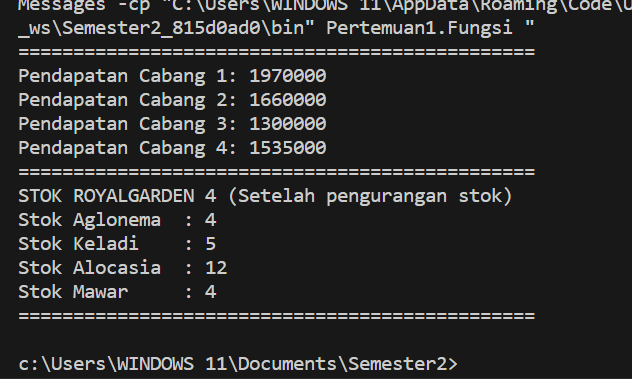 Messages -cp "C:\Users\WINDOWS 11\AppData\Roaming\Code\U
_ws\Semester2_815d0ad0\bin" Pertemuan1.Fungsi "
===============================================
Pendapatan Cabang 1: 1970000
Pendapatan Cabang 2: 1660000
Pendapatan Cabang 3: 1300000
Pendapatan Cabang 4: 1535000
===============================================
STOK ROYALGARDEN 4 (Setelah pengurangan stok)
Stok Aglonema  : 4
Stok Keladi    : 5
Stok Alocasia  : 12
Stok Mawar     : 4
===============================================
c:\Users\WINDOWS 11\Documents\Semester2>